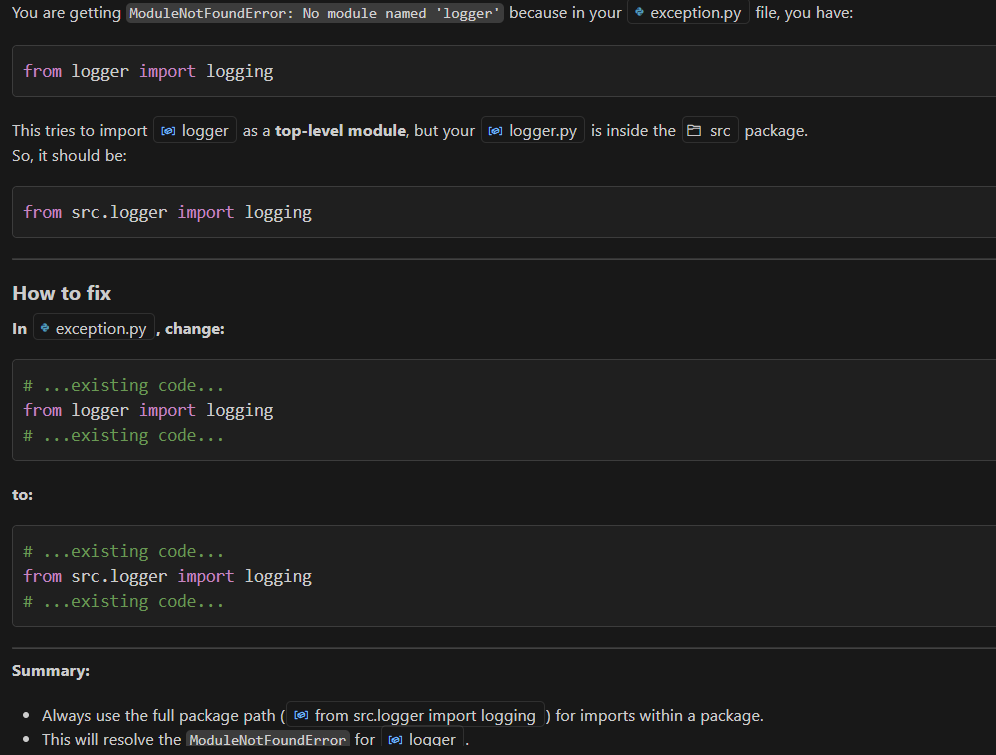 You are getting ModuleNotFoundError: No module named 'logger' because in your exception.py file, you have:
from logger import logging
This tries to import logger as a top-level module, but your logger.py is inside the src package.
So, it should be:
from src.logger import logging
How to fix
In exception.py , change:
# ...existing code...
from logger import logging
# ...existing code...
to:
# ...existing code...
from src.logger import logging
# ...existing code...
Summary:
• Always use the full package path ( from src.logger import logging ) for imports within a package.
• This will resolve the ModuleNotFoundError for logger .